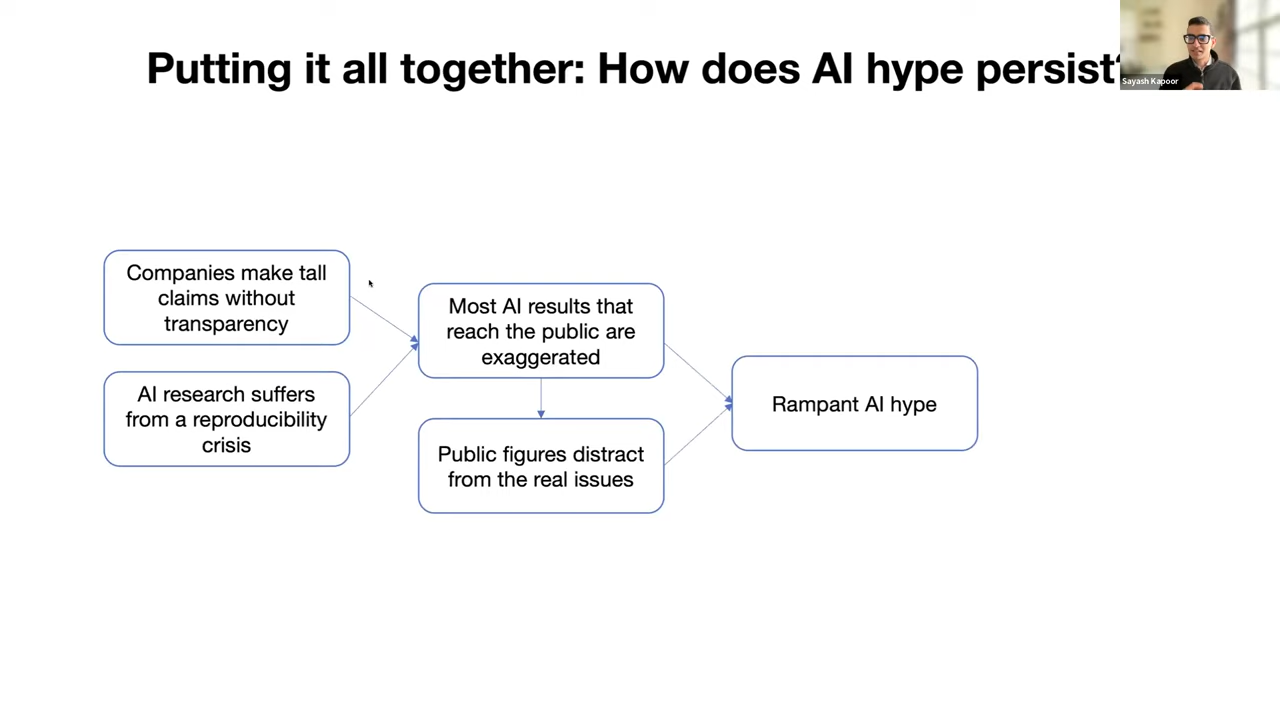 Putting it all together: How does AI hype persist?
Sayash Kapoor
Companies make tall
claims without
transparency
AI research suffers
from a reproducibility
crisis
Most AI results that
reach the public are
exaggerated
Public figures distract
from the real issues
Rampant AI hype